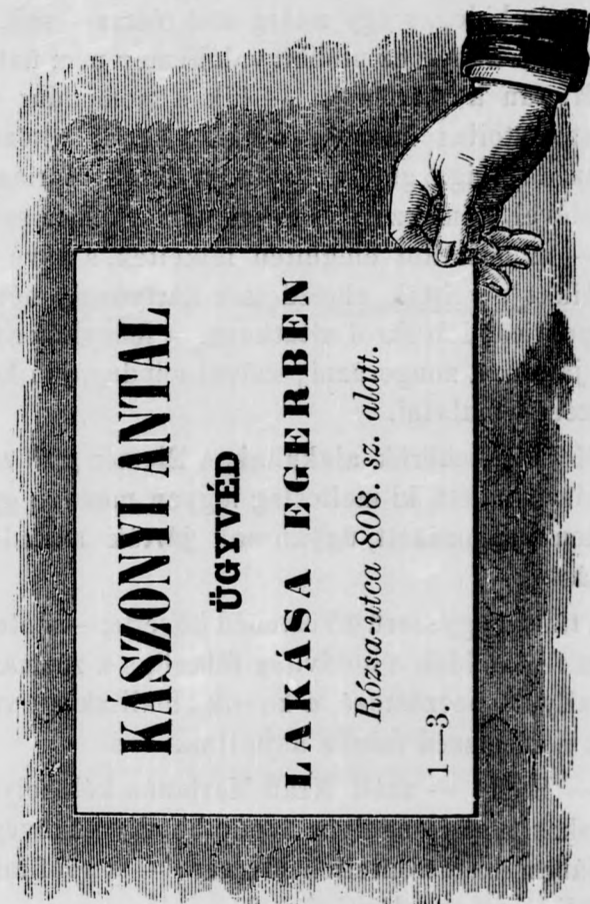 KÁSZONYI ANTAL
ÜGYVÉD
LAKÁSA EGERBEN
Rózsa-utca 808. sz. alatt.
1—3